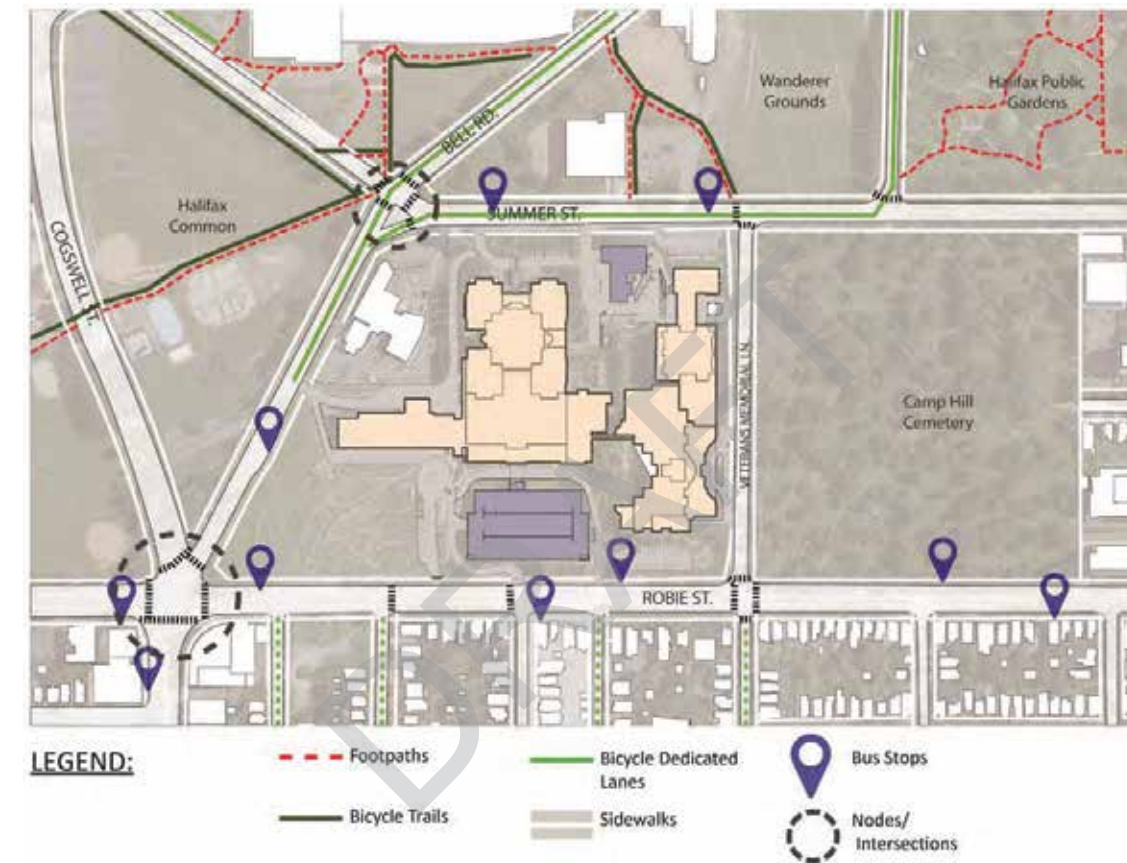 Wanderer
Grounds
Halifax Public
Gardens
BELL RD.
Halifax
Common
SUMMER ST.
COGSWELL ST.
VETERANS MEMORIAL LN.
Camp Hill
Cemetery
ROBIE ST.
DRAFT
LEGEND:
Footpaths
Bicycle Dedicated
Lanes
Bus Stops
Bicycle Trails
Sidewalks
Nodes/
Intersections